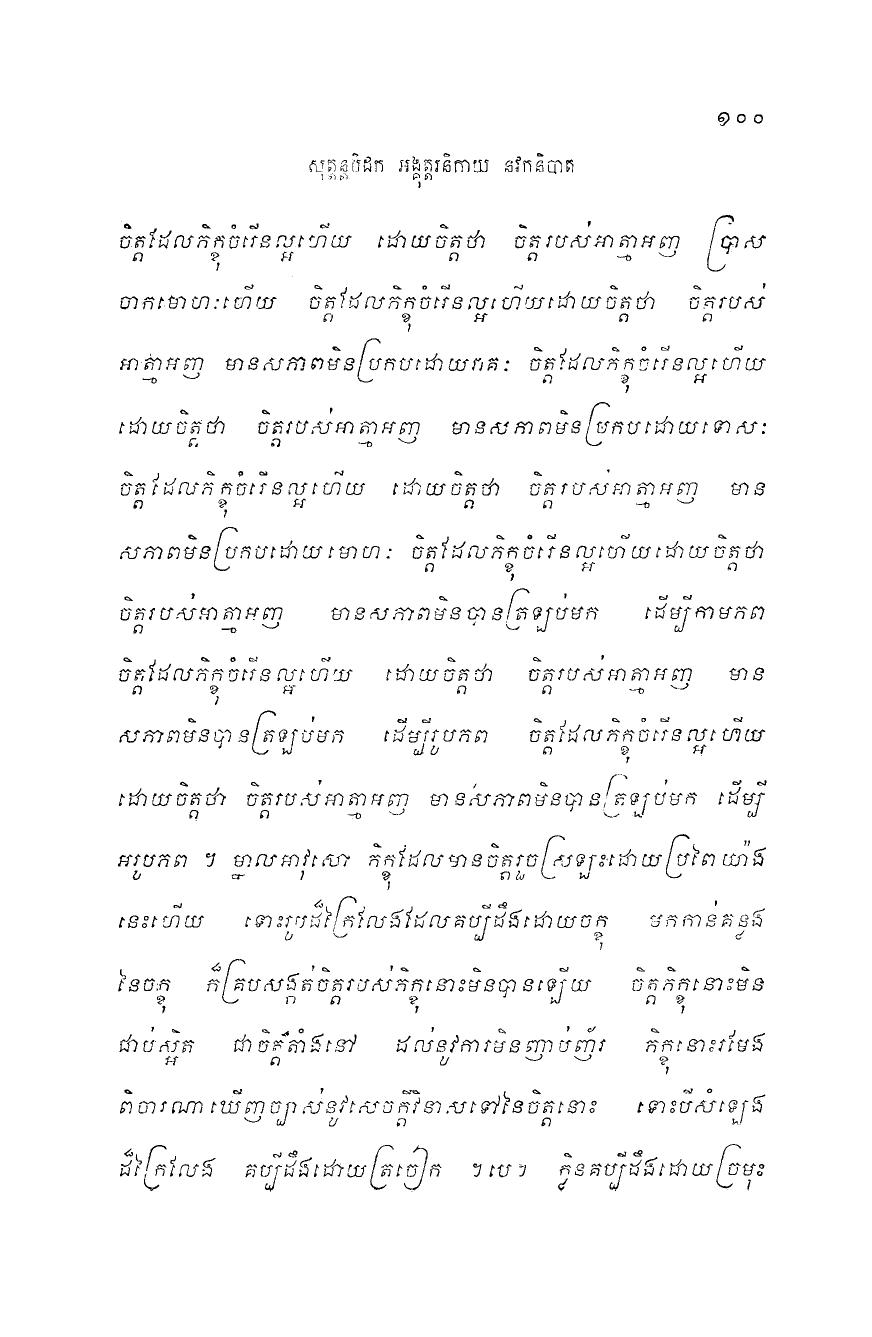 ១០០
សុត្តន្តបិដក អង្គុត្តរនិកាយ នវកនិបាត
ចិត្តដែលភិក្ខុចំរើនល្អហើយ ដោយចិត្តថា ចិត្តរបស់អាត្មាអញ ប្រាស
ចាកមោហៈហើយ ចិត្តដែលភិក្ខុចំរើនល្អហើយដោយចិត្តថា ចិត្តរបស់
អាត្មាអញ មានសភាពមិនប្រកបដោយរាគៈ ចិត្តដែលភិក្ខុចំរើនល្អហើយ
ដោយចិត្តថា ចិត្តរបស់អាត្មាអញ មានសភាពមិនប្រកបដោយទោសៈ
ចិត្តដែលភិក្ខុចំរើនល្អហើយ ដោយចិត្តថា ចិត្តរបស់អាត្មាអញ មាន
សភាពមិនប្រកបដោយមោហៈ ចិត្តដែលភិក្ខុចំរើនល្អហើយដោយចិត្តថា
ចិត្តរបស់អាត្មាអញ មានសភាពមិនបានត្រឡប់មក ដើម្បីកាមភព
ចិត្តដែលភិក្ខុចំរើនល្អហើយ ដោយចិត្តថា ចិត្តរបស់អាត្មាអញ មាន
សភាពមិនបានត្រឡប់មក ដើម្បីរូបភព ចិត្តដែលភិក្ខុចំរើនល្អហើយ
ដោយចិត្តថា ចិត្តរបស់អាត្មាអញ មានសភាពមិនបានត្រឡប់មក ដើម្បី
អរូបភព ។ ម្នាលអាវុសោ ភិក្ខុដែលមានចិត្តរួចស្រឡះដោយប្រពៃយ៉ាង
នេះហើយ ទោះរូបដ៏ក្រៃលែងដែលគប្បីដឹងដោយចក្ខុ មកកាន់គន្លង
នៃចក្ខុ ក៏គ្របសង្កត់ចិត្តរបស់ភិក្ខុនោះមិនបានឡើយ ចិត្តភិក្ខុនោះមិន
ជាប់ស្អិត ជាចិត្តតាំងនៅ ដល់នូវការមិនញាប់ញ័រ ភិក្ខុនោះរមែង
ពិចារណាឃើញច្បាស់នូវសេចក្តីវិនាសទៅនៃចិត្តនោះ ទោះបីសំឡេង
ដ៏ក្រៃលែង គប្បីដឹងដោយត្រចៀក ។បេ។ ក្លិនគប្បីដឹងដោយច្រមុះ